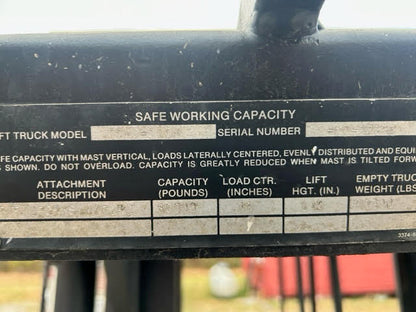 SAFE WORKING CAPACITY
FT TRUCK MODEL SERIAL NUMBER
FE CAPACITY WITH MAST VERTICAL, LOADS LATERALLY CENTERED, EVENLY DISTRIBUTED AND EQUI
S SHOWN. DO NOT OVERLOAD. CAPACITY IS GREATLY REDUCED WHEN MAST IS TILTED FORW
ATTACHMENT DESCRIPTION
CAPACITY (POUNDS)
LOAD CTR. (INCHES)
LIFT HGT. (IN.)
EMPTY TRUC WEIGHT (LBS